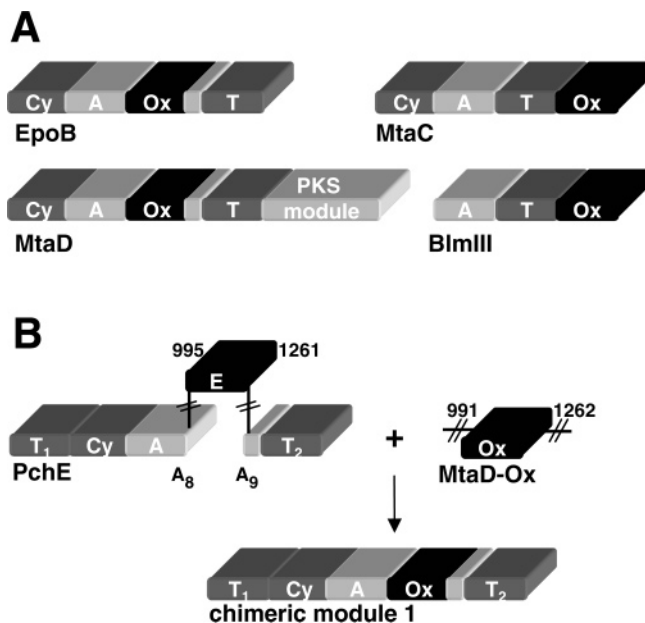 A
Cy A Ox T
EpoB
Cy A T Ox
MtaC
PKS
Cy A Ox T module
MtaD
A T Ox
BlmIII
B
995 1261
E
991 1262
T1 Cy A T2 + Ox
PchE MtaD-Ox
A8 A9
T1 Cy A Ox T2
chimeric module 1